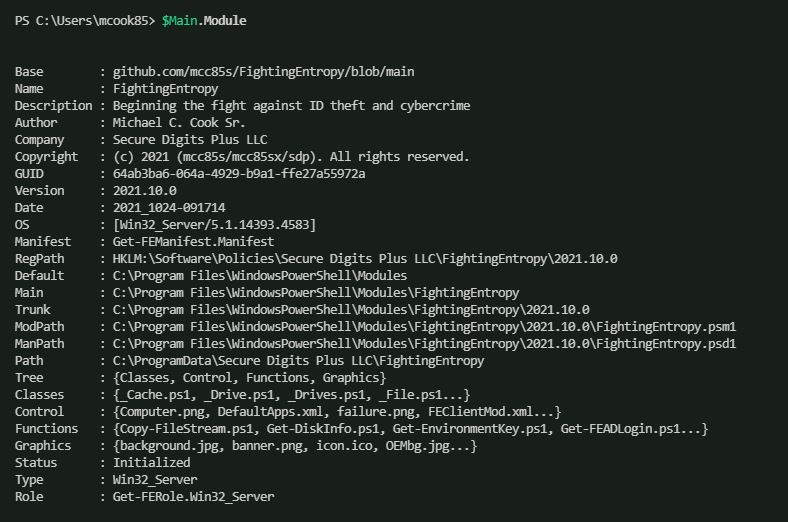 PS C:\Users\mcook85> $Main.Module
Base : github.com/mcc85s/FightingEntropy/blob/main
Name : FightingEntropy
Description : Beginning the fight against ID theft and cybercrime
Author : Michael C. Cook Sr.
Company : Secure Digits Plus LLC
Copyright : (c) 2021 (mcc85s/mcc85sx/sdp). All rights reserved.
GUID : 64ab3ba6-064a-4929-b9a1-ffe27a55972a
Version : 2021.10.0
Date : 2021_1024-091714
OS : [Win32_Server/5.1.14393.4583]
Manifest : Get-FEManifest.Manifest
RegPath : HKLM:\Software\Policies\Secure Digits Plus LLC\FightingEntropy\2021.10.0
Default : C:\Program Files\WindowsPowerShell\Modules
Main : C:\Program Files\WindowsPowerShell\Modules\FightingEntropy
Trunk : C:\Program Files\WindowsPowerShell\Modules\FightingEntropy\2021.10.0
ModPath : C:\Program Files\WindowsPowerShell\Modules\FightingEntropy\2021.10.0\FightingEntropy.psm1
ManPath : C:\Program Files\WindowsPowerShell\Modules\FightingEntropy\2021.10.0\FightingEntropy.psd1
Path : C:\ProgramData\Secure Digits Plus LLC\FightingEntropy
Tree : {Classes, Control, Functions, Graphics}
Classes : {_Cache.ps1, _Drive.ps1, _Drives.ps1, _File.ps1...}
Control : {Computer.png, DefaultApps.xml, failure.png, FEClientMod.xml...}
Functions : {Copy-FileStream.ps1, Get-DiskInfo.ps1, Get-EnvironmentKey.ps1, Get-FEADLogin.ps1...}
Graphics : {background.jpg, banner.png, icon.ico, OEMbg.jpg...}
Status : Initialized
Type : Win32_Server
Role : Get-FERole.Win32_Server